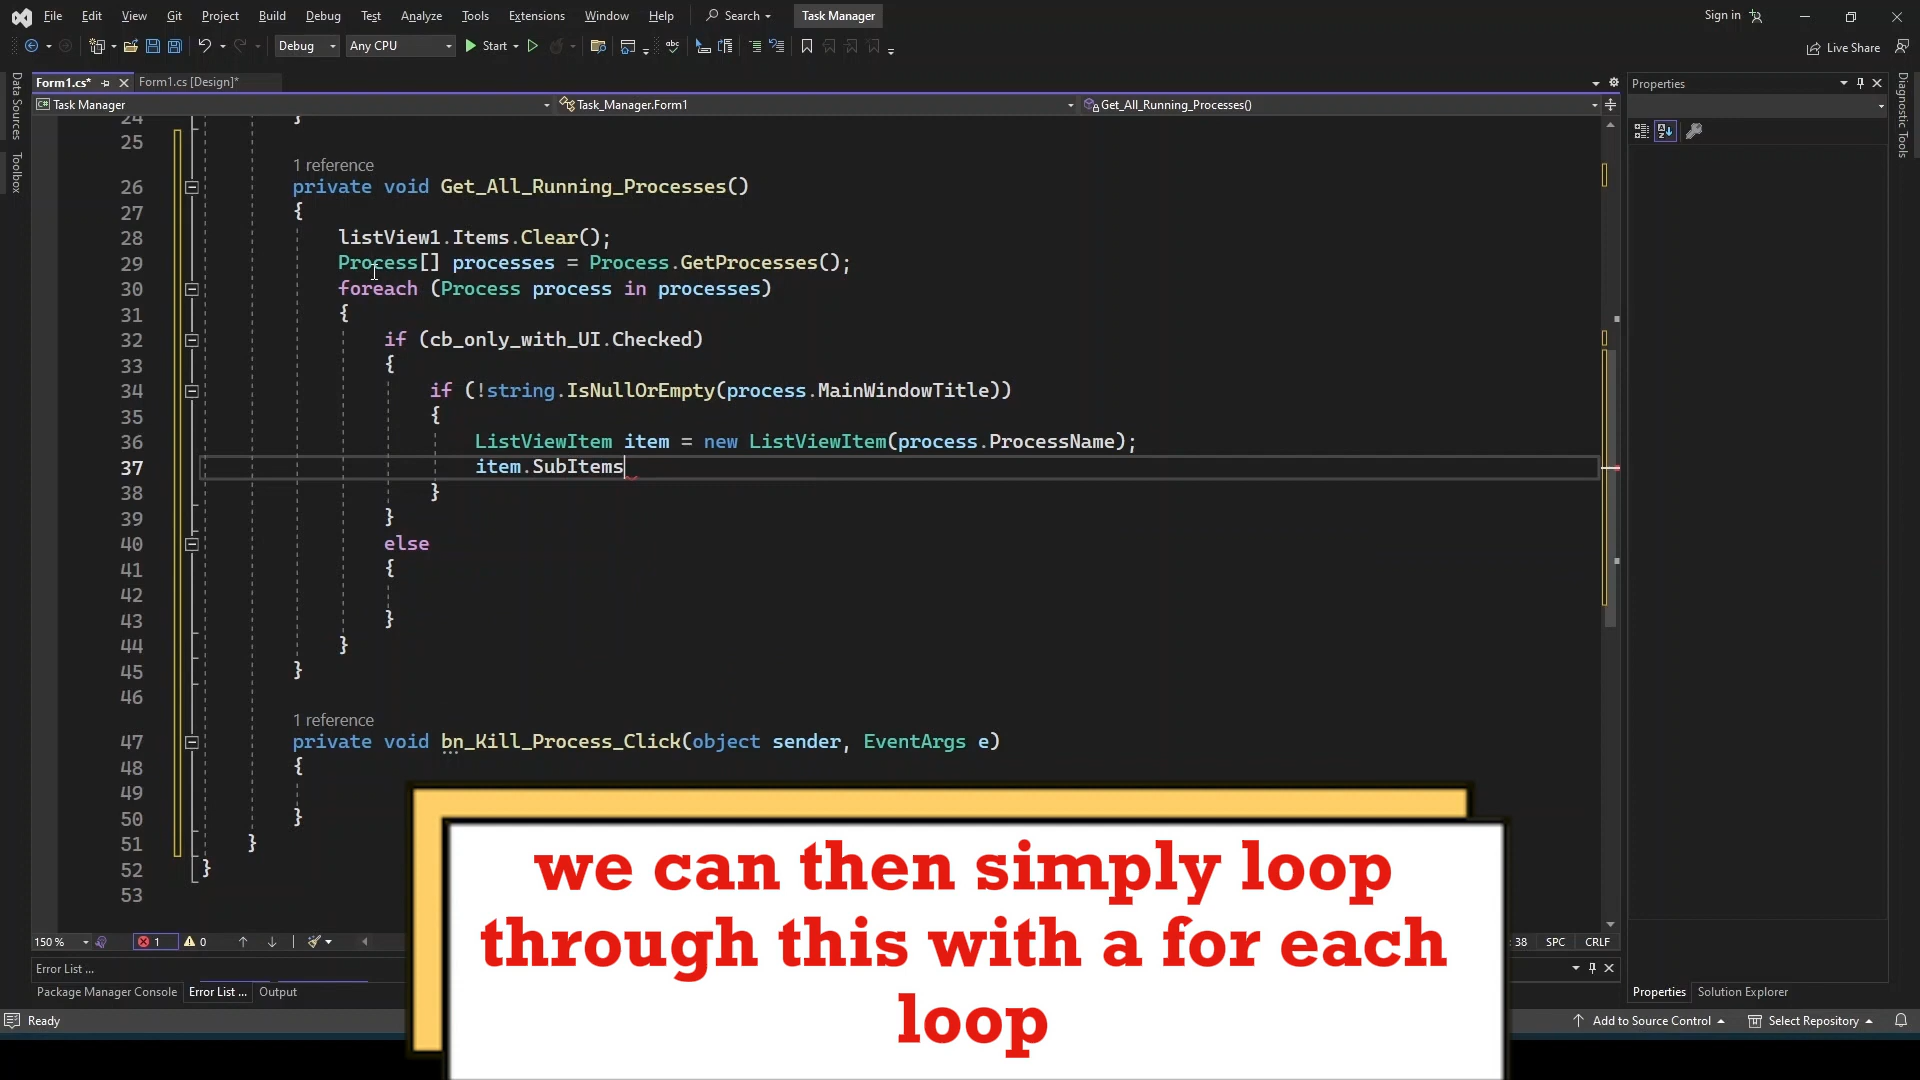 File Edit View Git Project Build Debug Test Analyze Tools Extensions Window Help Search Task Manager Sign in
Debug Any CPU Start Live Share
Form1.cs* Form1.cs [Design]*
Properties
Data Sources
Toolbox
Diagnostic Tools
Task Manager Task_Manager.Form1 Get_All_Running_Processes()
24 }
25
1 reference
26 private void Get_All_Running_Processes()
27 {
28 listView1.Items.Clear();
29 Process[] processes = Process.GetProcesses();
30 foreach (Process process in processes)
31 {
32 if (cb_only_with_UI.Checked)
33 {
34 if (!string.IsNullOrEmpty(process.MainWindowTitle))
35 {
36 ListViewItem item = new ListViewItem(process.ProcessName);
37 item.SubItems
38 }
39 }
40 else
41 {
42
43 }
44 }
45 }
46
1 reference
47 private void bn_Kill_Process_Click(object sender, EventArgs e)
48 {
49
50 }
51 }
52 }
53
we can then simply loop
through this with a for each
loop
150 % 1 0 : 38 SPC CRLF
Error List ...
Package Manager Console Error List ... Output
Properties Solution Explorer
Ready Add to Source Control Select Repository